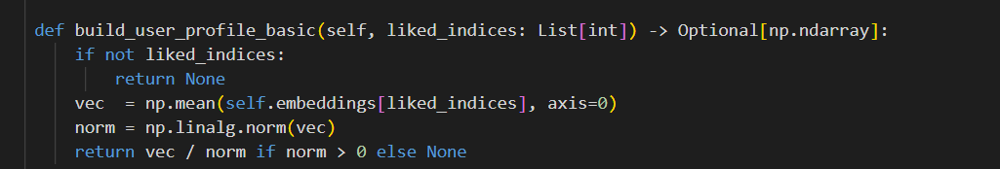 def build_user_profile_basic(self, liked_indices: List[int]) -> Optional[np.ndarray]:
    if not liked_indices:
        return None
    vec  = np.mean(self.embeddings[liked_indices], axis=0)
    norm = np.linalg.norm(vec)
    return vec / norm if norm > 0 else None